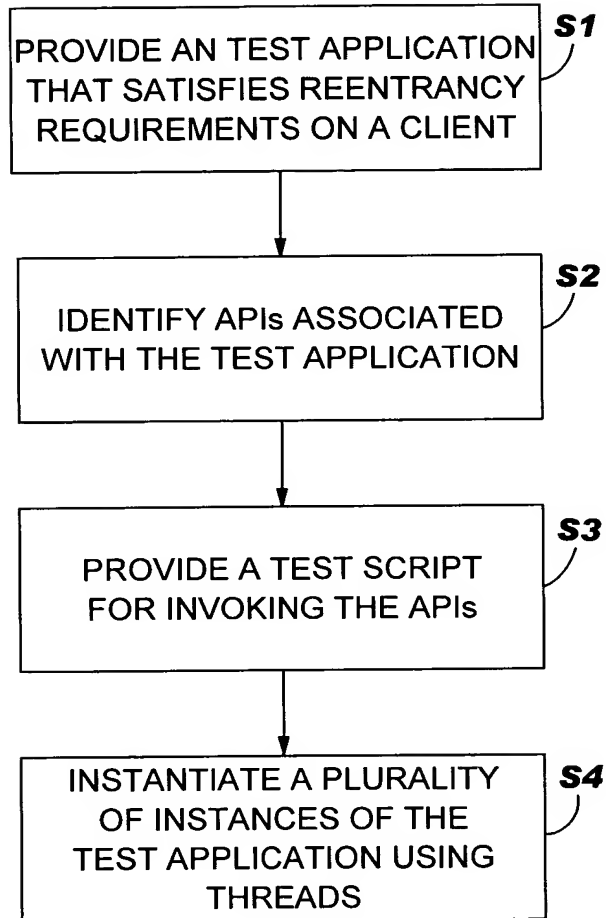 S1
PROVIDE AN TEST APPLICATION
THAT SATISFIES REENTRANCY
REQUIREMENTS ON A CLIENT
S2
IDENTIFY APIs ASSOCIATED
WITH THE TEST APPLICATION
S3
PROVIDE A TEST SCRIPT
FOR INVOKING THE APIs
S4
INSTANTIATE A PLURALITY
OF INSTANCES OF THE
TEST APPLICATION USING
THREADS